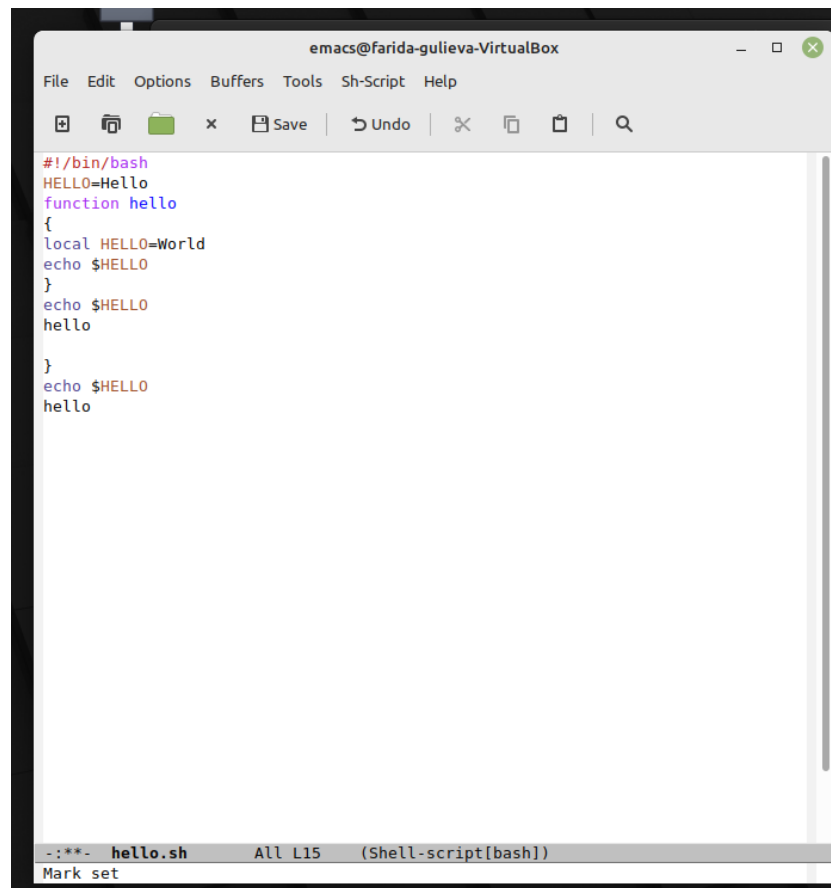 emacs@farida-gulieva-VirtualBox
File Edit Options Buffers Tools Sh-Script Help
Save Undo
#!/bin/bash
HELLO=Hello
function hello
{
local HELLO=World
echo $HELLO
}
echo $HELLO
hello
}
echo $HELLO
hello
-:**- hello.sh All L15 (Shell-script[bash])
Mark set